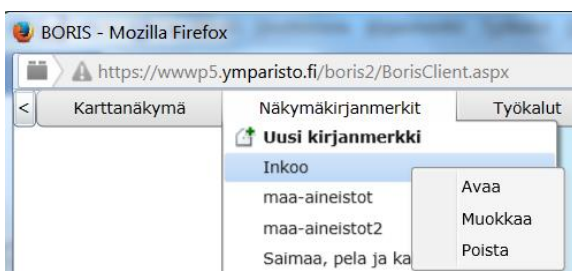 BORIS - Mozilla Firefox
https://wwwp5.ymparisto.fi/boris2/BorisClient.aspx
< Karttanäkymä Näkymäkirjanmerkit Työkalut
Uusi kirjanmerkki
Inkoo
maa-aineistot
maa-aineistot2
Saimaa, pela ja ka
Avaa
Muokkaa
Poista